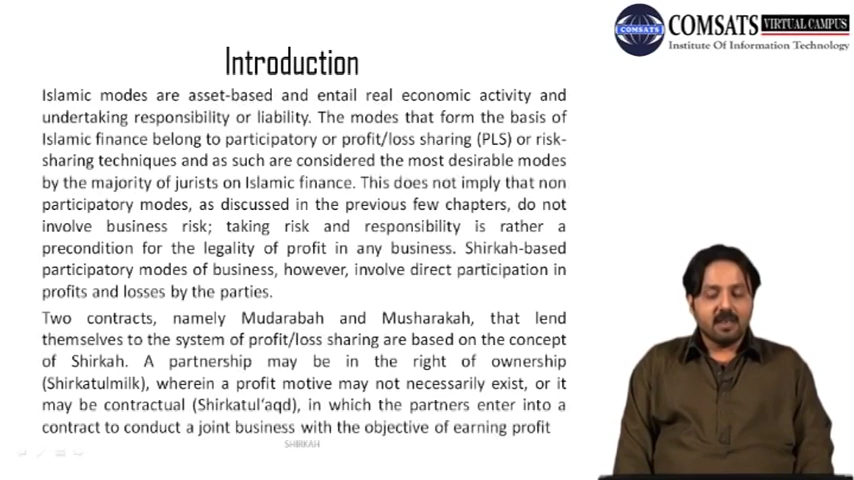 COMSATS VIRTUAL CAMPUS
Institute Of Information Technology
COMSATS
Introduction
Islamic modes are asset-based and entail real economic activity and
undertaking responsibility or liability. The modes that form the basis of
Islamic finance belong to participatory or profit/loss sharing (PLS) or risk-
sharing techniques and as such are considered the most desirable modes
by the majority of jurists on Islamic finance. This does not imply that non
participatory modes, as discussed in the previous few chapters, do not
involve business risk; taking risk and responsibility is rather a
precondition for the legality of profit in any business. Shirkah-based
participatory modes of business, however, involve direct participation in
profits and losses by the parties.
Two contracts, namely Mudarabah and Musharakah, that lend
themselves to the system of profit/loss sharing are based on the concept
of Shirkah. A partnership may be in the right of ownership
(Shirkatulmilk), wherein a profit motive may not necessarily exist, or it
may be contractual (Shirkatul‘aqd), in which the partners enter into a
contract to conduct a joint business with the objective of earning profit
SHIRKAH